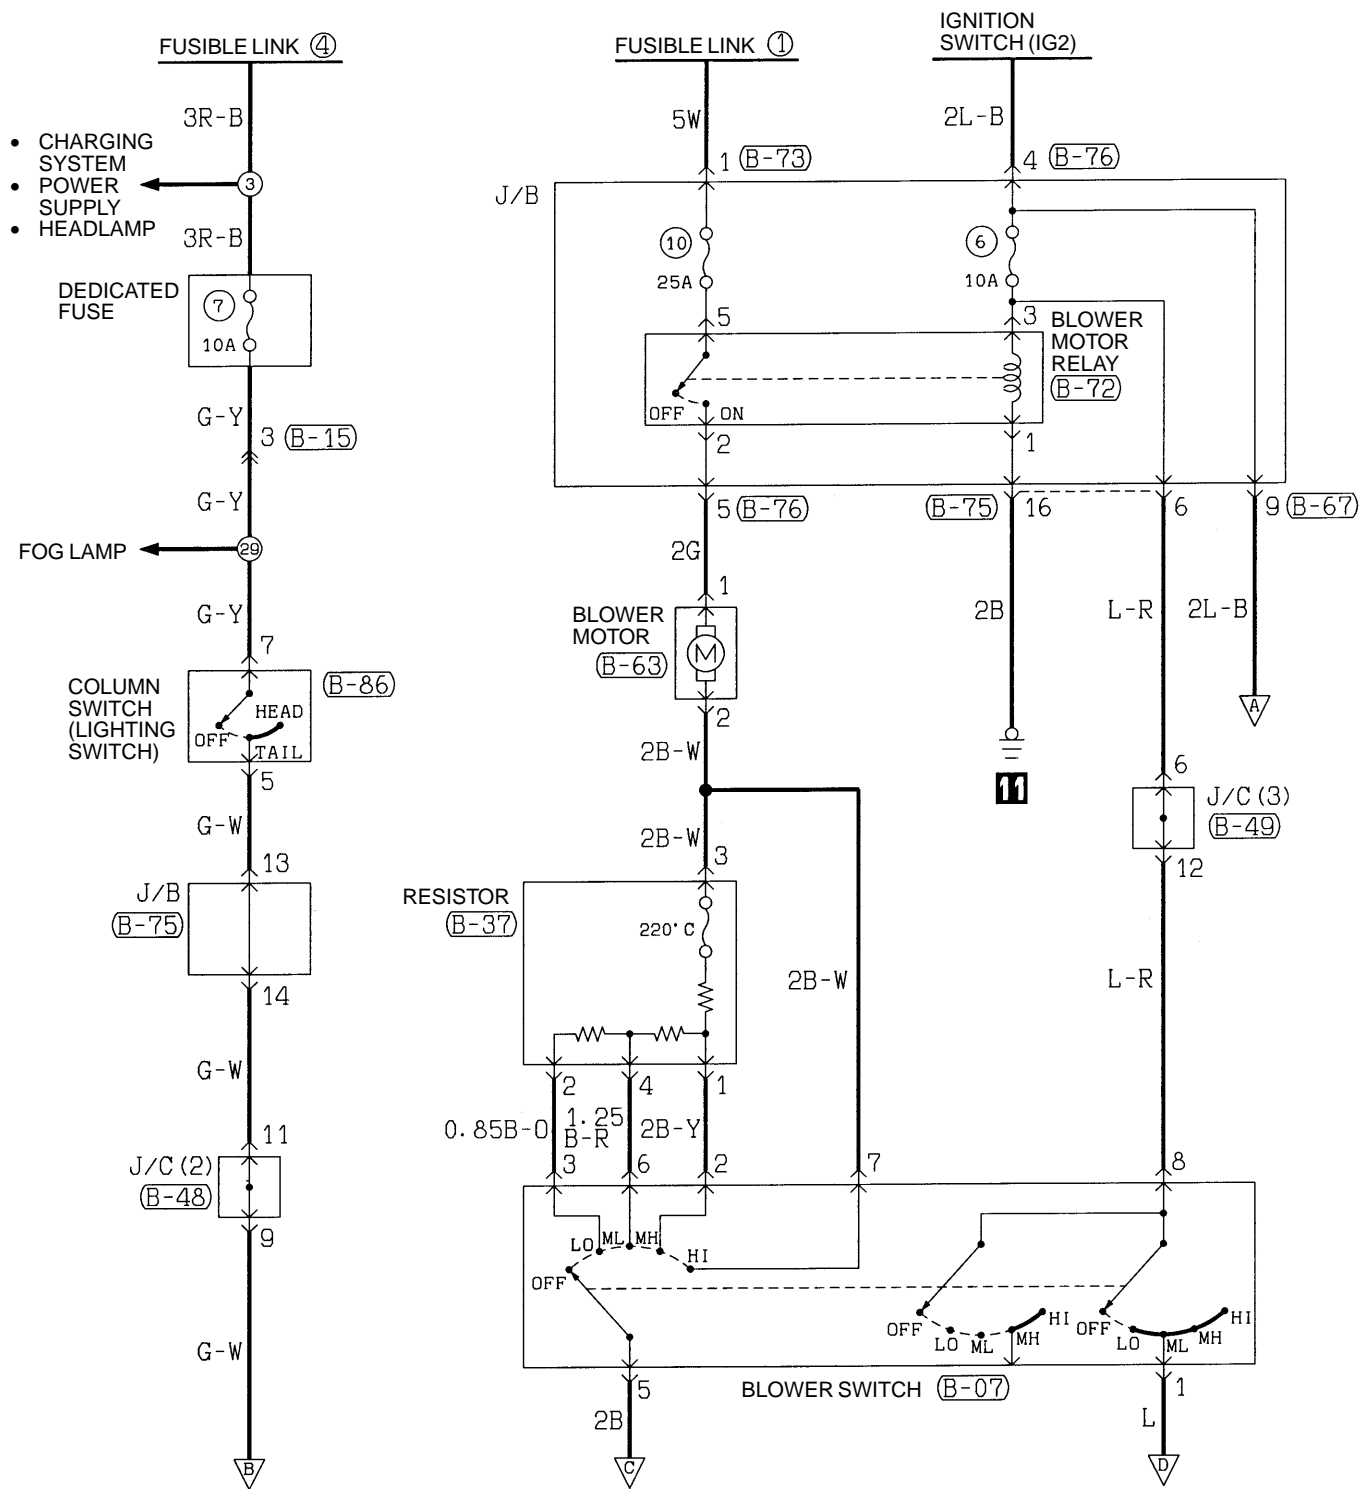 FUSIBLE LINK ④
FUSIBLE LINK ①
IGNITION
SWITCH (IG2)
3R-B
5W
2L-B
• CHARGING
SYSTEM
• POWER
SUPPLY
• HEADLAMP
3
1 (B-73)
4 (B-76)
J/B
3R-B
DEDICATED
FUSE
7
10A
10
25A
6
10A
5
3
BLOWER
MOTOR
RELAY
(B-72)
OFF
ON
2
1
G-Y
3 (B-15)
G-Y
5 (B-76)
(B-75) 16
6
9 (B-67)
FOG LAMP
29
2G
1
G-Y
7
BLOWER
MOTOR
(B-63)
M
2
2B
L-R
2L-B
A
COLUMN
SWITCH
(LIGHTING
SWITCH)
(B-86)
HEAD
OFF
TAIL
5
2B-W
11
6
J/C (3)
(B-49)
12
G-W
2B-W
13
3
J/B
(B-75)
14
RESISTOR
(B-37)
220°C
2B-W
L-R
2
4
1
G-W
0.85B-O
1.25
B-R
2B-Y
11
3
6
2
7
8
J/C (2)
(B-48)
9
LO
ML
MH
HI
OFF
OFF
LO
ML
MH
HI
OFF
LO
ML
MH
HI
G-W
BLOWER SWITCH (B-07)
5
1
2B
L
B
C
D